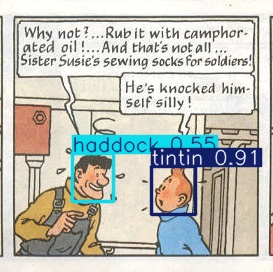 Why not?...Rub it with camphor-
ated oil!...And that's not all...
Sister Susie's sewing socks for soldiers!
He's knocked him-
self silly!
haddock 0.55
tintin 0.91